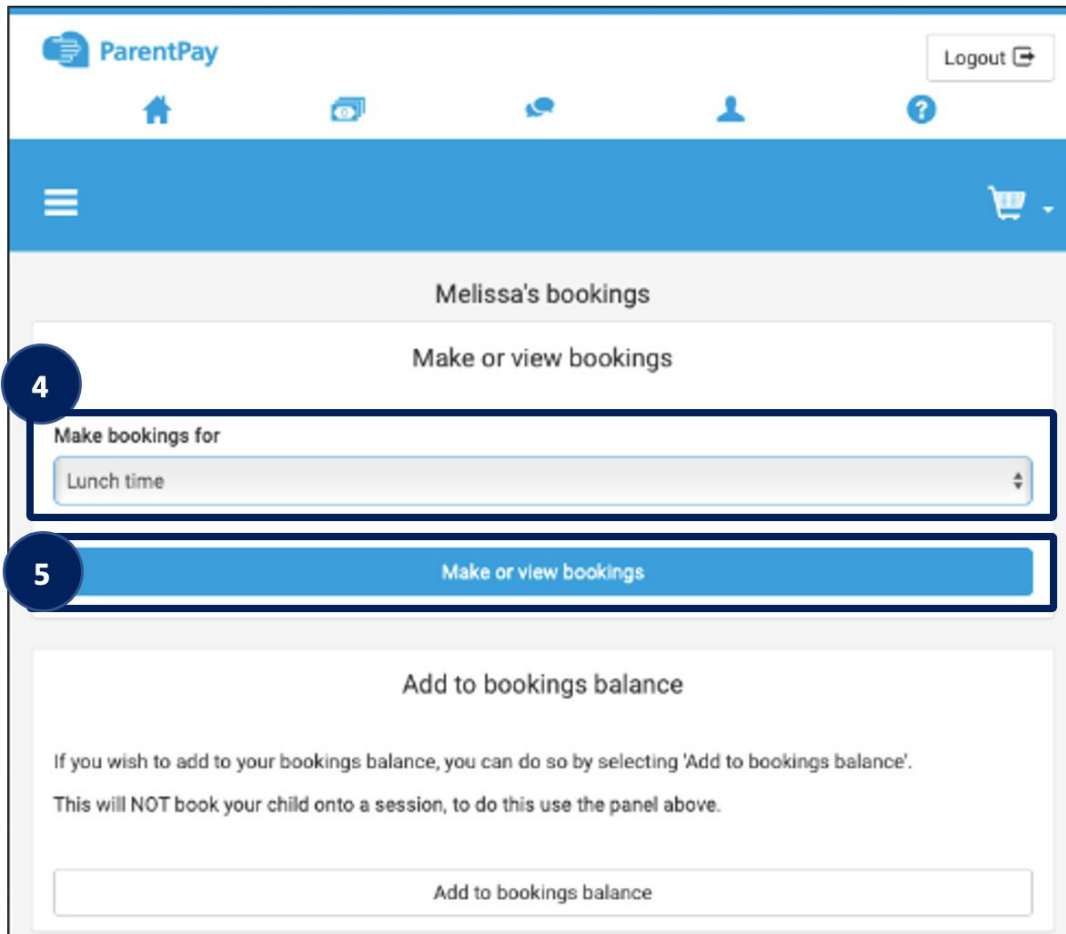 ParentPay
Logout
?
Melissa's bookings
Make or view bookings
4
Make bookings for
Lunch time
5
Make or view bookings
Add to bookings balance
If you wish to add to your bookings balance, you can do so by selecting 'Add to bookings balance'.
This will NOT book your child onto a session, to do this use the panel above.
Add to bookings balance